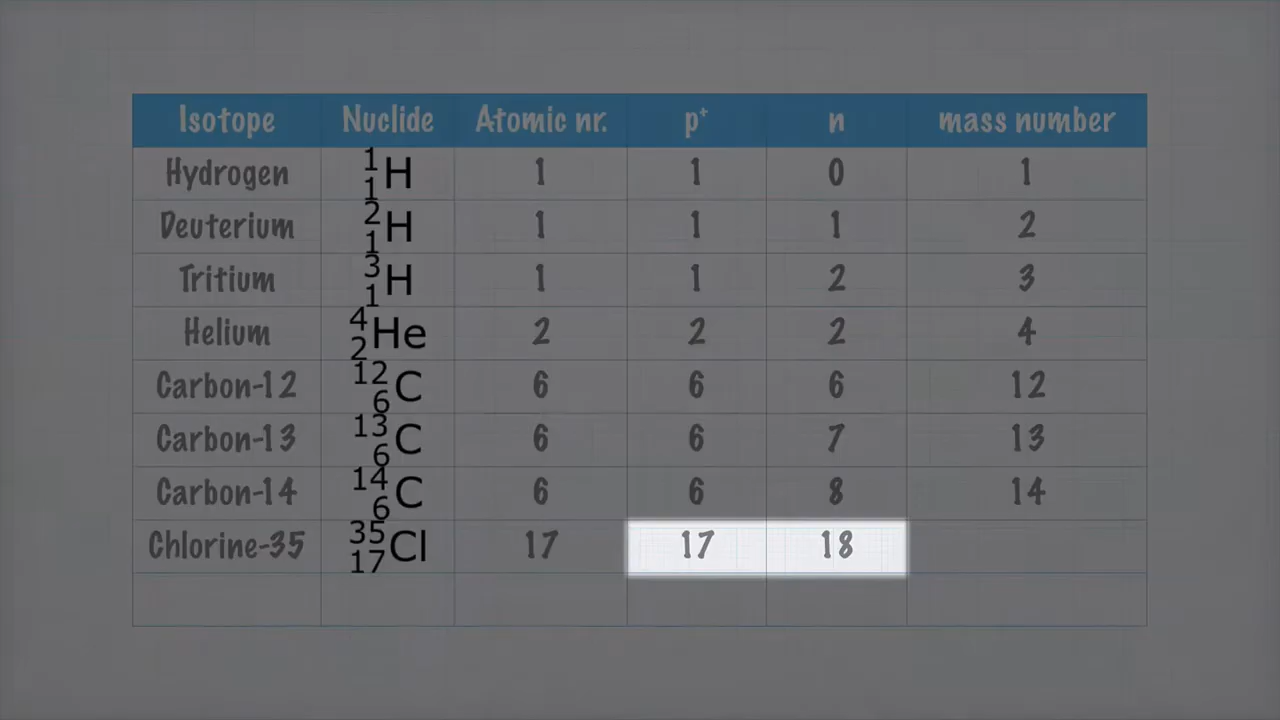 Isotope Nuclide Atomic nr. p⁺ n mass number
Hydrogen ¹₁H 1 1 0 1
Deuterium ²₁H 1 1 1 2
Tritium ³₁H 1 1 2 3
Helium ⁴₂He 2 2 2 4
Carbon-12 ¹²₆C 6 6 6 12
Carbon-13 ¹³₆C 6 6 7 13
Carbon-14 ¹⁴₆C 6 6 8 14
Chlorine-35 ³⁵₁₇Cl 17 17 18